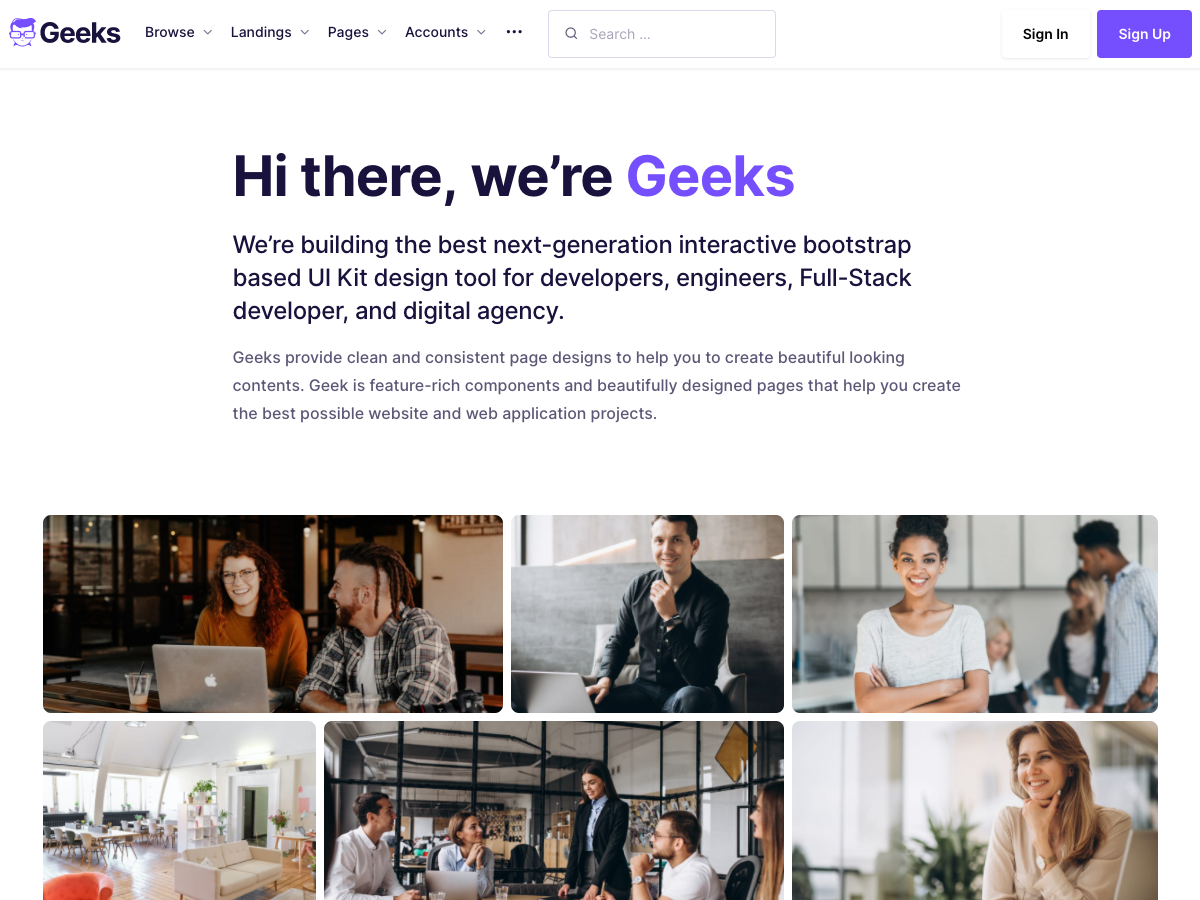 Geeks
Browse
Landings
Pages
Accounts
Search ...
Sign In
Sign Up
Hi there, we’re Geeks
We’re building the best next-generation interactive bootstrap
based UI Kit design tool for developers, engineers, Full-Stack
developer, and digital agency.
Geeks provide clean and consistent page designs to help you to create beautiful looking
contents. Geek is feature-rich components and beautifully designed pages that help you create
the best possible website and web application projects.